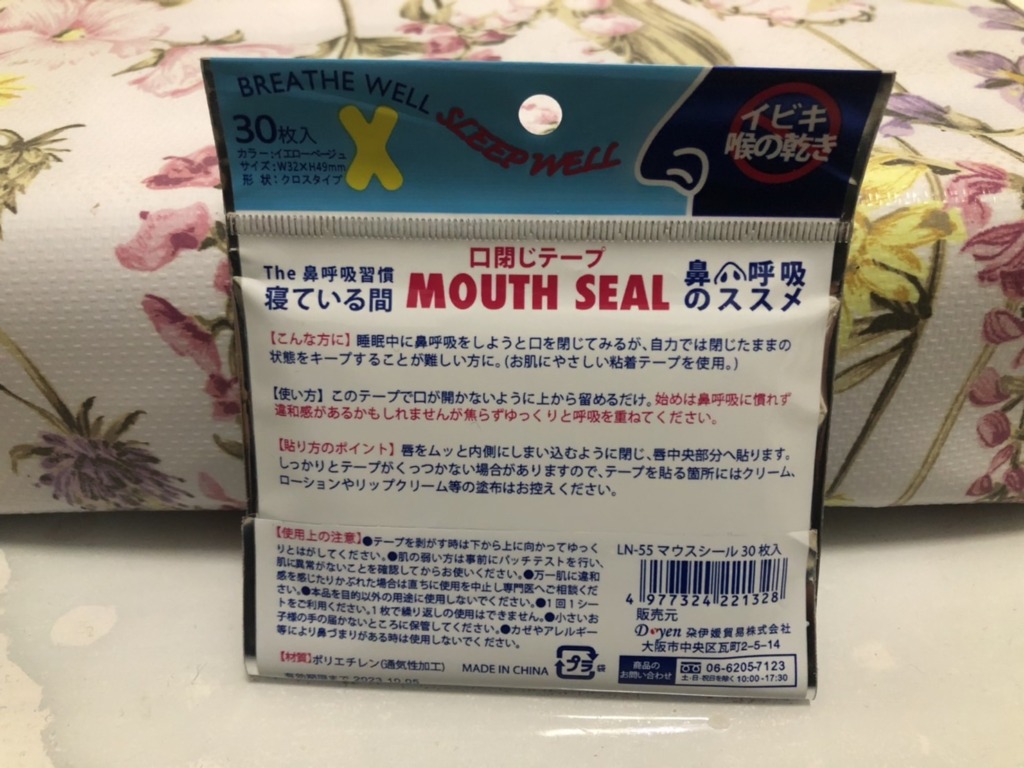 BREATHE WELL
SLEEP WELL
30枚入
カラー：イエローベージュ
サイズ：W32×H49mm
形 状：クロスタイプ
イビキ
喉の乾き
The 鼻呼吸習慣
寝ている間
口閉じテープ
MOUTH SEAL
鼻呼吸
のススメ
【こんな方に】睡眠中に鼻呼吸をしようと口を閉じてみるが、自力では閉じたままの
状態をキープすることが難しい方に。(お肌にやさしい粘着テープを使用。)
【使い方】このテープで口が開かないように上から留めるだけ。始めは鼻呼吸に慣れず
違和感があるかもしれませんが焦らずゆっくりと呼吸を重ねてください。
【貼り方のポイント】唇をムッと内側にしまい込むように閉じ、唇中央部分へ貼ります。
しっかりとテープがくっつかない場合がありますので、テープを貼る箇所にはクリーム、
ローションやリップクリーム等の塗布はお控えください。
【使用上の注意】●テープを剥がす時は下から上に向かってゆっく
りとはがしてください。●肌の弱い方は事前にパッチテストを行い、
肌に異常がないことを確認してからお使いください。●万一肌に違和
感を感じたりかぶれた場合は直ちに使用を中止し専門医へご相談くだ
さい。●本品を目的以外の用途に使用しないでください。●1回1シー
トをご利用ください。1枚で繰り返しの使用はできません。●小さいお
子様の手の届かないところに保管してください。●カゼやアレルギー
等により鼻づまりがある時は使用しないでください。
【材質】ポリエチレン(通気性加工)
MADE IN CHINA
プラ
袋
有効期限まで 2023.10.05
LN-55 マウスシール 30枚入
4 977324 221328
販売元
Doyen 朶伊媛貿易株式会社
大阪市中央区瓦町2-5-14
商品の
お問い合わせ
06-6205-7123
土・日・祝日を除く 10:00-17:30